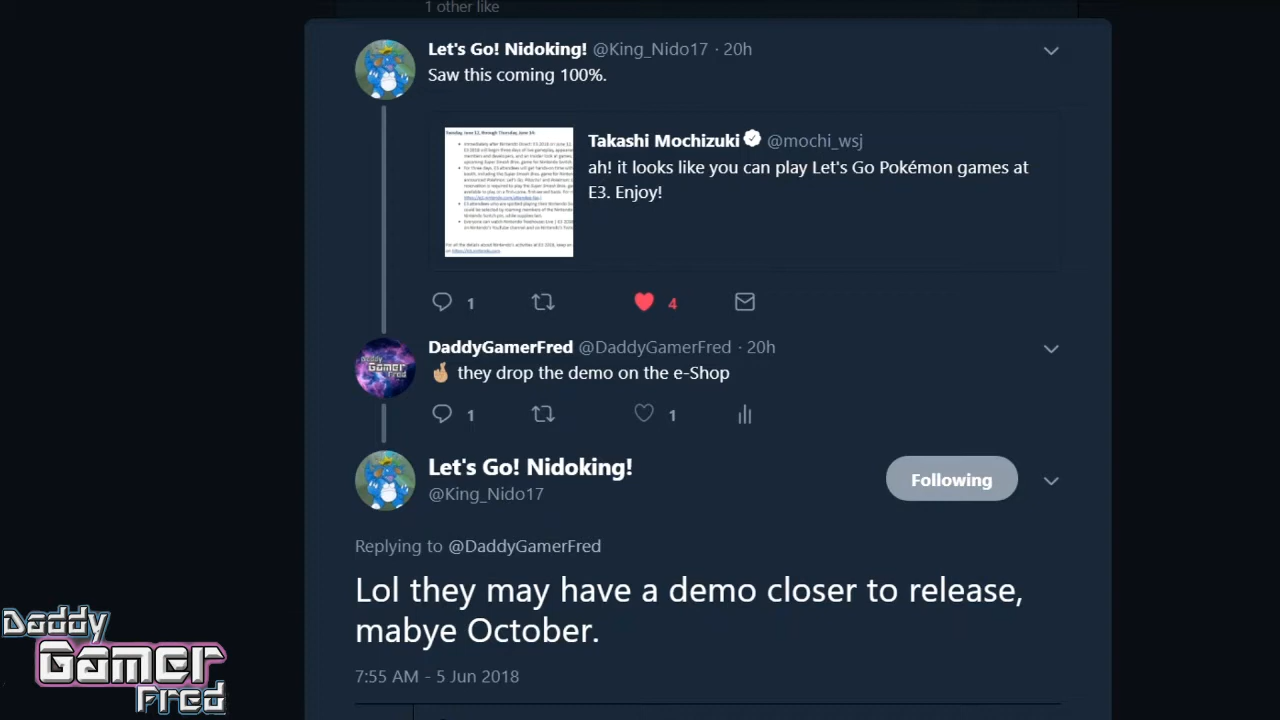 1 other like
Let's Go! Nidoking! @King_Nido17 · 20h
Saw this coming 100%.
Takashi Mochizuki @mochi_wsj
ah! it looks like you can play Let's Go Pokémon games at
E3. Enjoy!
1 4
DaddyGamerFred @DaddyGamerFred · 20h
🤞🏼 they drop the demo on the e-Shop
1 1
Let's Go! Nidoking!
@King_Nido17
Following
Replying to @DaddyGamerFred
Lol they may have a demo closer to release,
mabye October.
7:55 AM - 5 Jun 2018
Daddy
Gamer
Fred